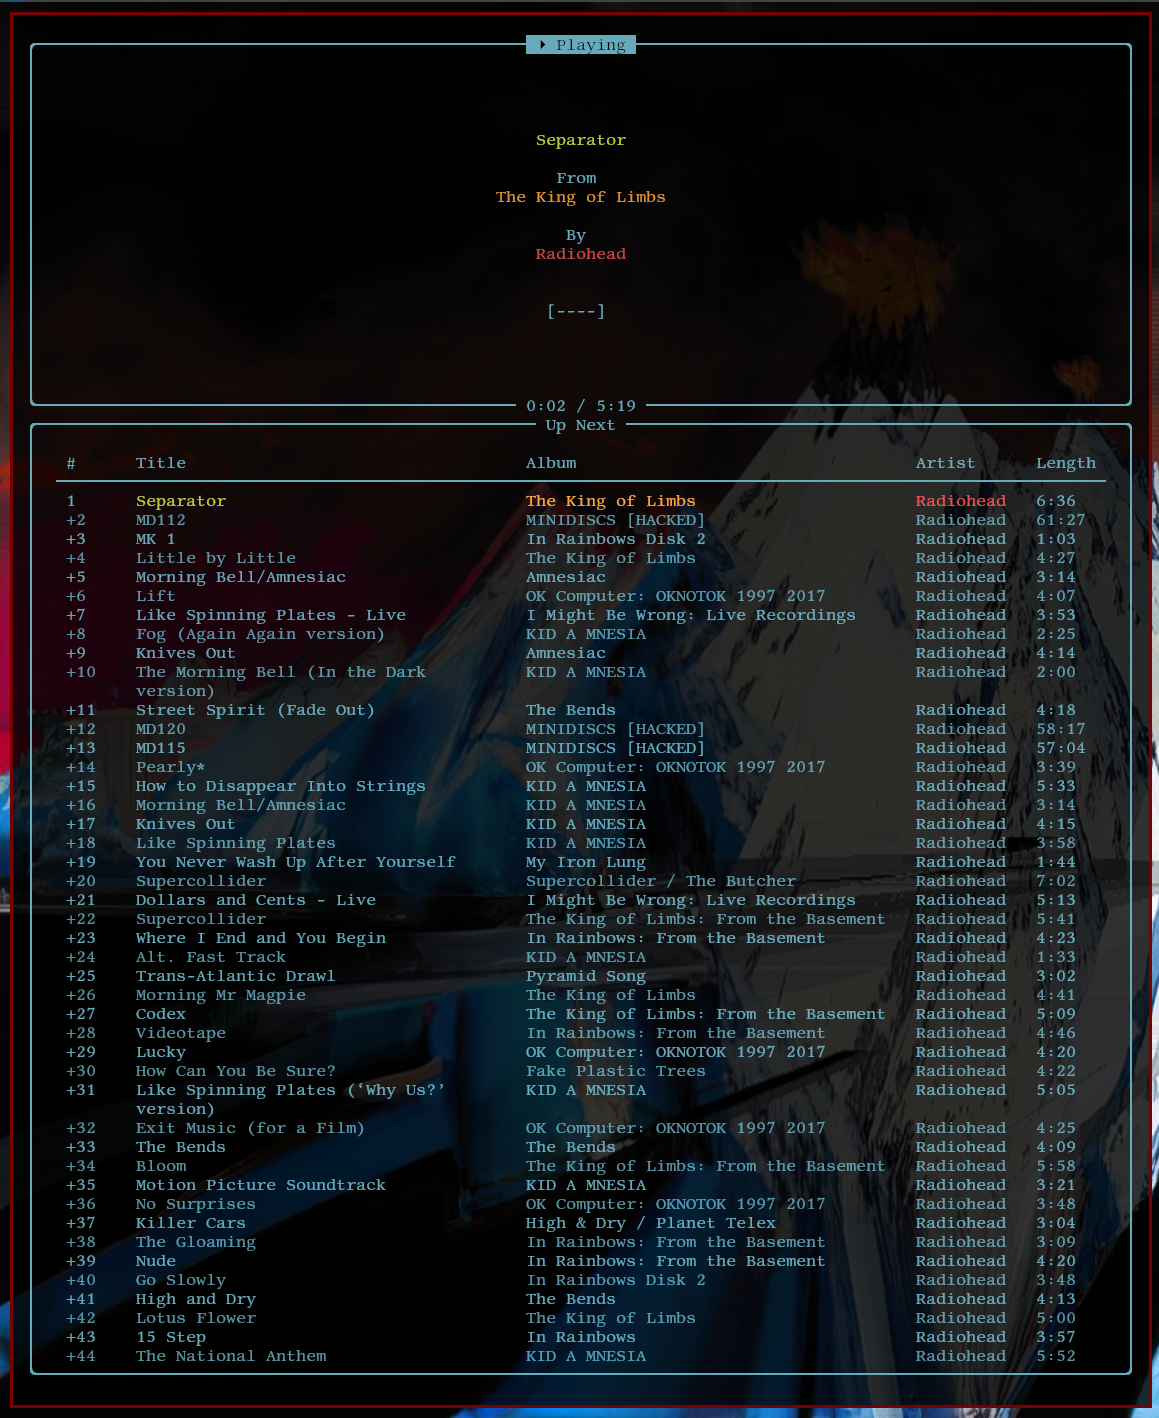 ▸ Playing
Separator
From
The King of Limbs
By
Radiohead
[----]
0:02 / 5:19
Up Next
# Title Album Artist Length
1 Separator The King of Limbs Radiohead 6:36
+2 MD112 MINIDISCS [HACKED] Radiohead 61:27
+3 MK 1 In Rainbows Disk 2 Radiohead 1:03
+4 Little by Little The King of Limbs Radiohead 4:27
+5 Morning Bell/Amnesiac Amnesiac Radiohead 3:14
+6 Lift OK Computer: OKNOTOK 1997 2017 Radiohead 4:07
+7 Like Spinning Plates - Live I Might Be Wrong: Live Recordings Radiohead 3:53
+8 Fog (Again Again version) KID A MNESIA Radiohead 2:25
+9 Knives Out Amnesiac Radiohead 4:14
+10 The Morning Bell (In the Dark KID A MNESIA Radiohead 2:00
version)
+11 Street Spirit (Fade Out) The Bends Radiohead 4:18
+12 MD120 MINIDISCS [HACKED] Radiohead 58:17
+13 MD115 MINIDISCS [HACKED] Radiohead 57:04
+14 Pearly* OK Computer: OKNOTOK 1997 2017 Radiohead 3:39
+15 How to Disappear Into Strings KID A MNESIA Radiohead 5:33
+16 Morning Bell/Amnesiac KID A MNESIA Radiohead 3:14
+17 Knives Out KID A MNESIA Radiohead 4:15
+18 Like Spinning Plates KID A MNESIA Radiohead 3:58
+19 You Never Wash Up After Yourself My Iron Lung Radiohead 1:44
+20 Supercollider Supercollider / The Butcher Radiohead 7:02
+21 Dollars and Cents - Live I Might Be Wrong: Live Recordings Radiohead 5:13
+22 Supercollider The King of Limbs: From the Basement Radiohead 5:41
+23 Where I End and You Begin In Rainbows: From the Basement Radiohead 4:23
+24 Alt. Fast Track KID A MNESIA Radiohead 1:33
+25 Trans-Atlantic Drawl Pyramid Song Radiohead 3:02
+26 Morning Mr Magpie The King of Limbs Radiohead 4:41
+27 Codex The King of Limbs: From the Basement Radiohead 5:09
+28 Videotape In Rainbows: From the Basement Radiohead 4:46
+29 Lucky OK Computer: OKNOTOK 1997 2017 Radiohead 4:20
+30 How Can You Be Sure? Fake Plastic Trees Radiohead 4:22
+31 Like Spinning Plates (‘Why Us?’ KID A MNESIA Radiohead 5:05
version)
+32 Exit Music (for a Film) OK Computer: OKNOTOK 1997 2017 Radiohead 4:25
+33 The Bends The Bends Radiohead 4:09
+34 Bloom The King of Limbs: From the Basement Radiohead 5:58
+35 Motion Picture Soundtrack KID A MNESIA Radiohead 3:21
+36 No Surprises OK Computer: OKNOTOK 1997 2017 Radiohead 3:48
+37 Killer Cars High & Dry / Planet Telex Radiohead 3:04
+38 The Gloaming In Rainbows: From the Basement Radiohead 3:09
+39 Nude In Rainbows: From the Basement Radiohead 4:20
+40 Go Slowly In Rainbows Disk 2 Radiohead 3:48
+41 High and Dry The Bends Radiohead 4:13
+42 Lotus Flower The King of Limbs Radiohead 5:00
+43 15 Step In Rainbows Radiohead 3:57
+44 The National Anthem KID A MNESIA Radiohead 5:52